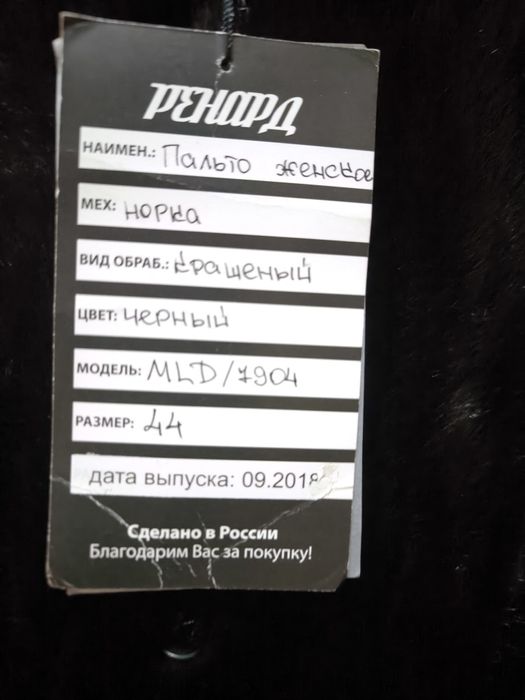 РЕНАРД
НАИМЕН.: Пальто женское
МЕХ: норка
ВИД ОБРАБ.: крашеный
ЦВЕТ: черный
МОДЕЛЬ: MLD/7904
РАЗМЕР: 44
дата выпуска: 09.2018
Сделано в России
Благодарим Вас за покупку!